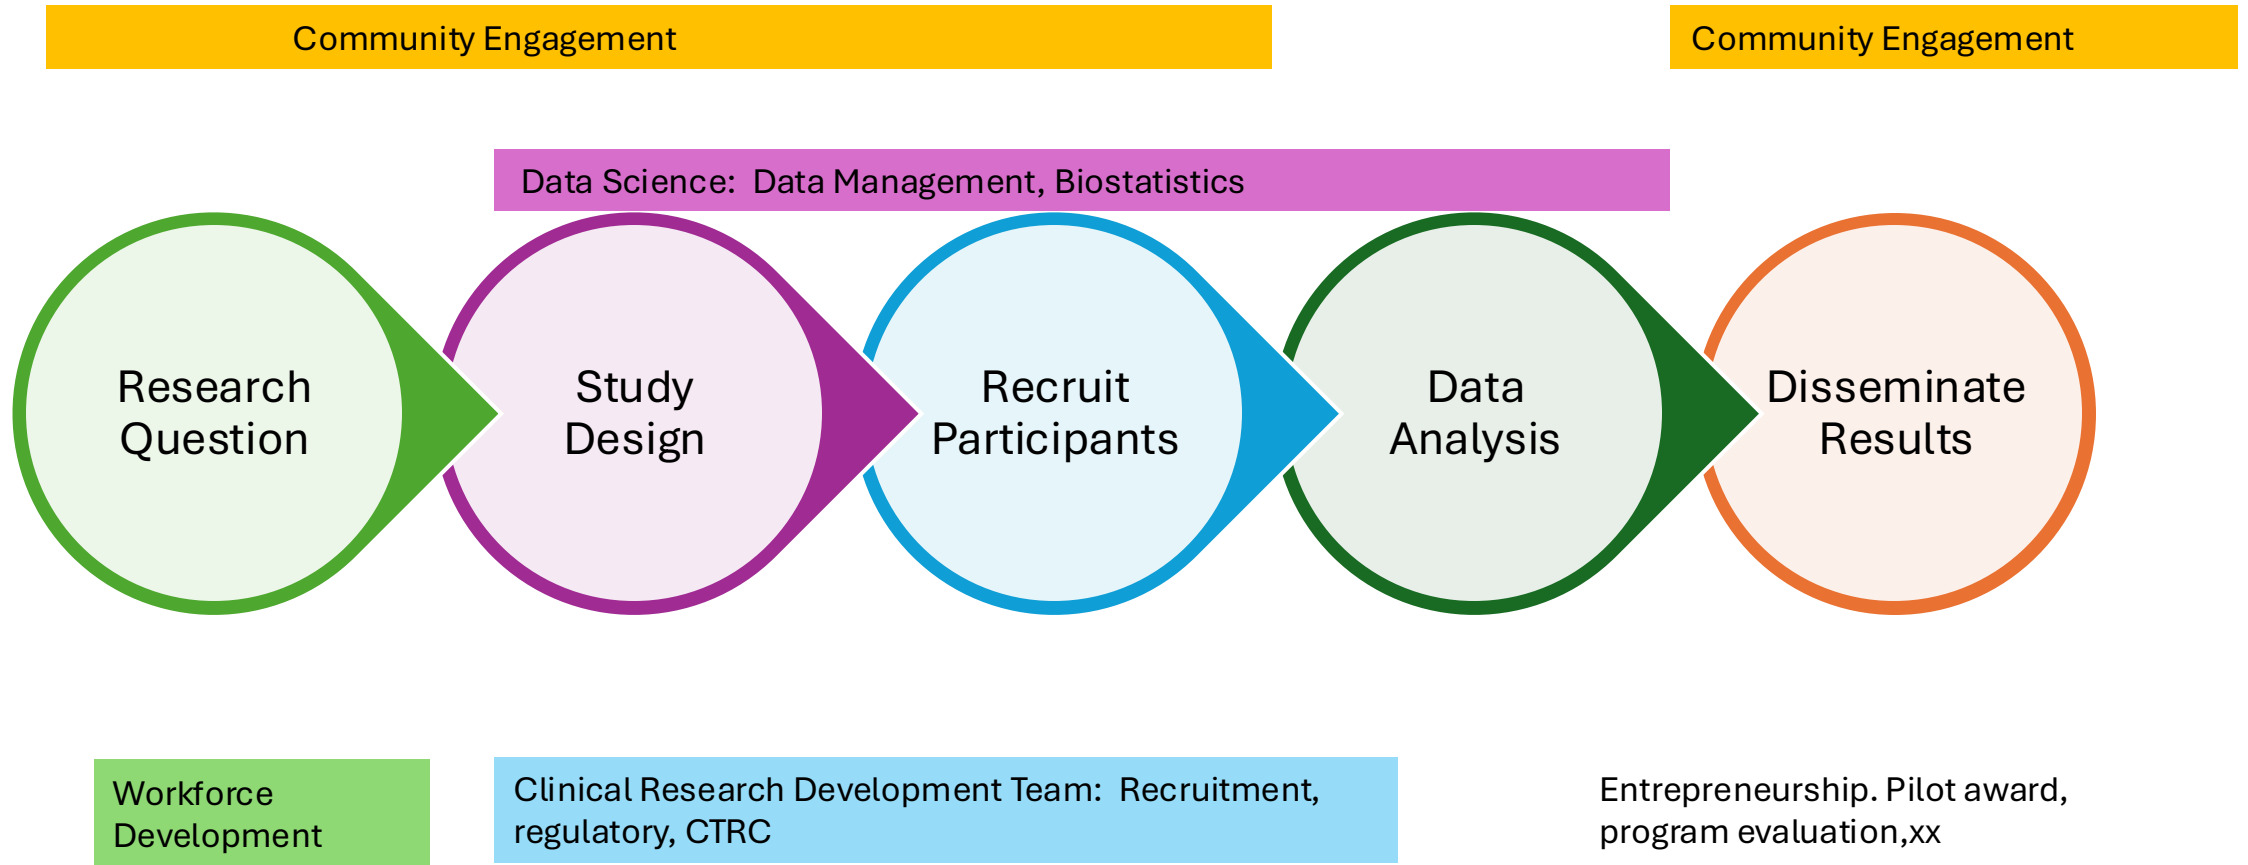 Community Engagement
Community Engagement
Data Science:  Data Management, Biostatistics
Research
Question
Study
Design
Recruit
Participants
Data
Analysis
Disseminate
Results
Workforce
Development
Clinical Research Development Team:  Recruitment,
regulatory, CTRC
Entrepreneurship. Pilot award,
program evaluation,xx